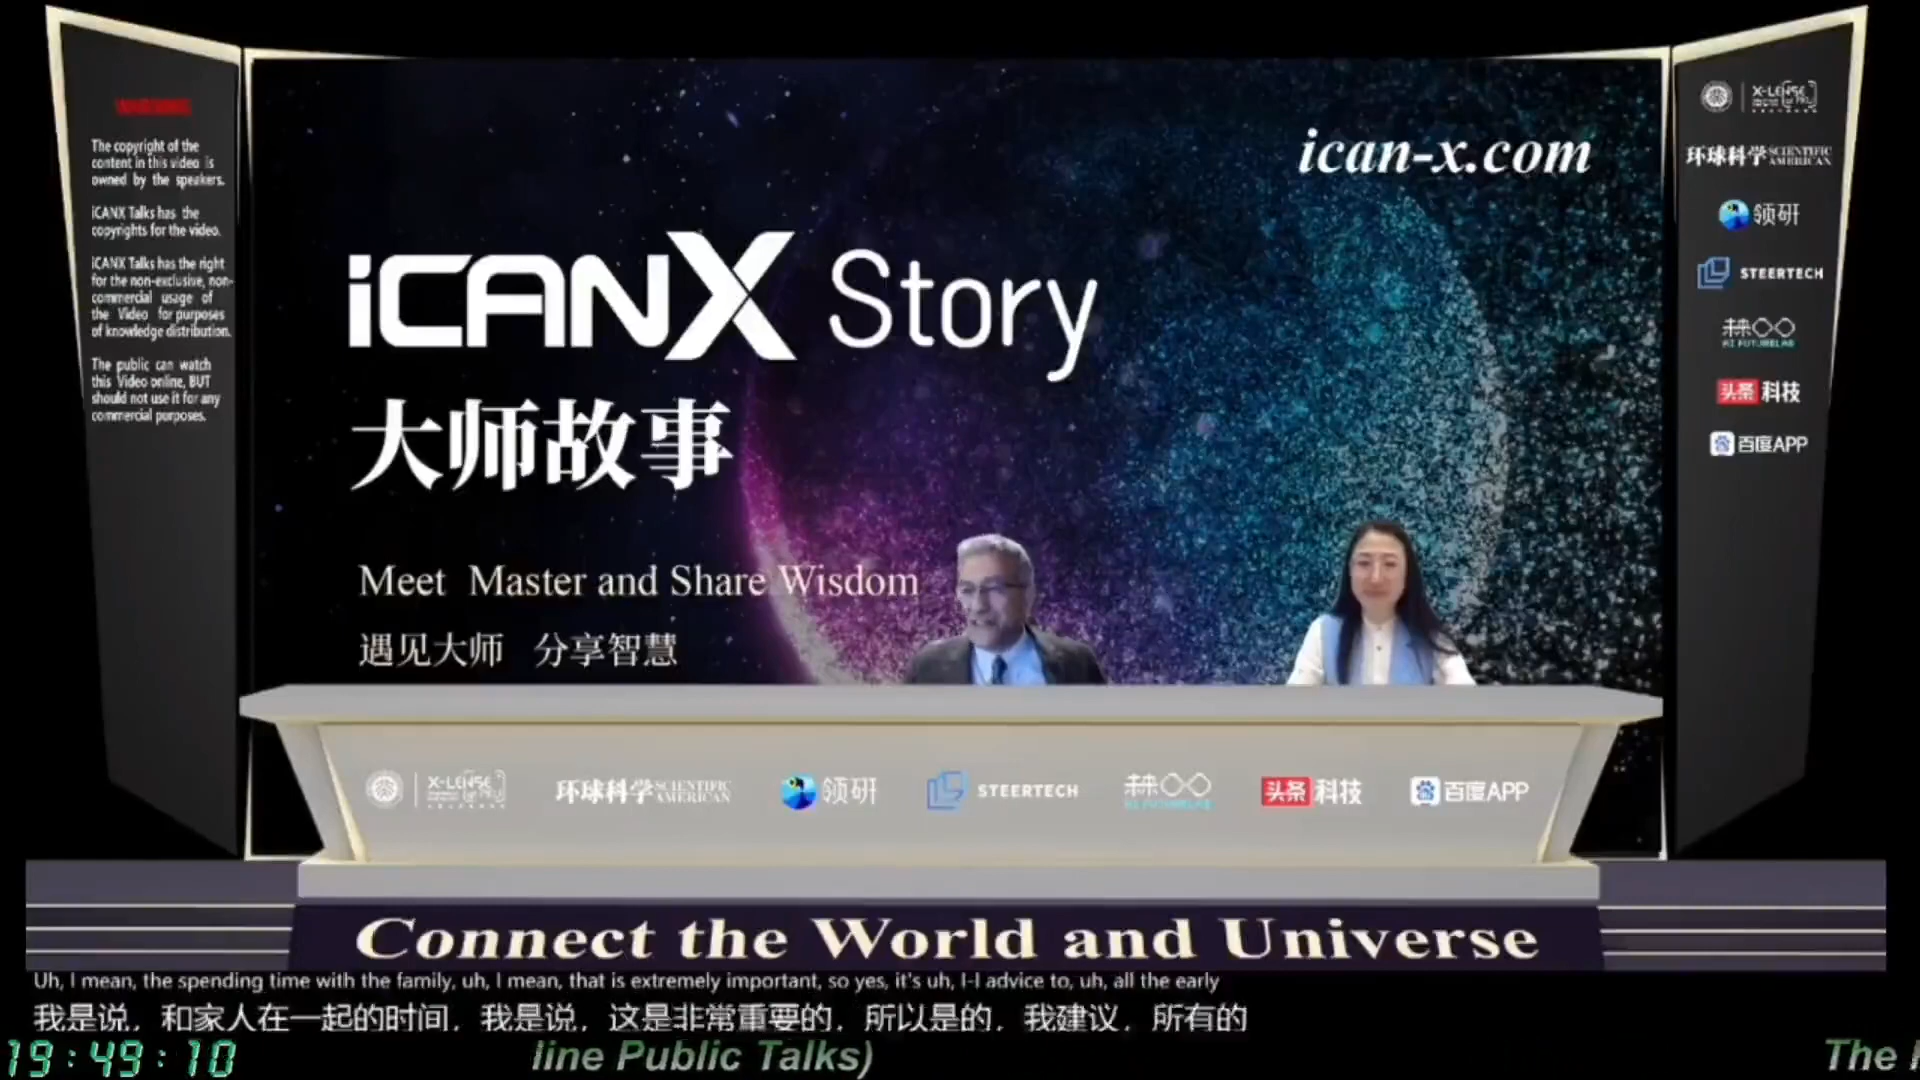 The copyright of the
content in this video is
owned by the speakers.
iCANX Talks has the
copyrights for the video.
iCANX Talks has the right
for the non-exclusive, non-
commercial usage of
the Video for purposes
of knowledge distribution.
The public can watch
this Video online, BUT
should not use it for any
commercial purposes.
ican-x.com
iCANX Story
大师故事
Meet Master and Share Wisdom
遇见大师 分享智慧
X-LENSE
环球科学 SCIENTIFIC AMERICAN
领研
STEERTECH
AI FUTURELAB
头条 科技
百度APP
X-LENSE
环球科学 SCIENTIFIC AMERICAN
领研
STEERTECH
头条 科技
百度APP
Connect the World and Universe
Uh, I mean, the spending time with the family, uh, I mean, that is extremely important, so yes, it's uh, I-I advice to, uh, all the early
我是说，和家人在一起的时间，我是说，这是非常重要的，所以是的，我建议，所有的
19:49:10
line Public Talks)
The